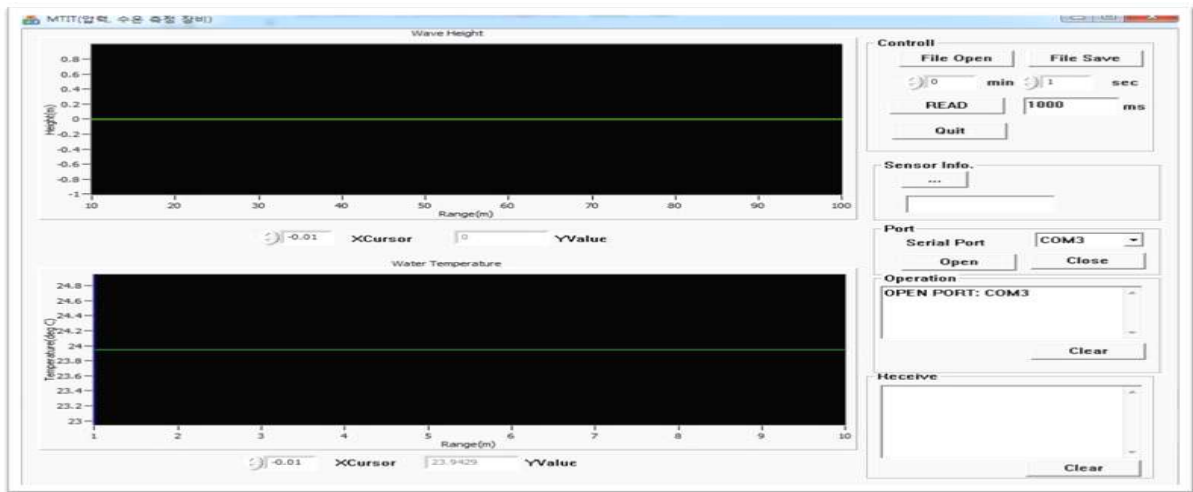 MTIT(압력, 수온 측정 장비)
Wave Height
0.8
0.6
0.4
0.2
0
-0.2
-0.4
-0.6
-0.8
-1
Height(m)
10 20 30 40 50 60 70 80 90 100
Range(m)
-0.01 XCursor 0 YValue
Water Temperature
24.8
24.6
24.4
24.2
24
23.8
23.6
23.4
23.2
23
Temperature(deg C)
1 2 3 4 5 6 7 8 9 10
Range(m)
-0.01 XCursor 23.9429 YValue
Controll
File Open File Save
0 min 1 sec
READ 1000 ms
Quit
Sensor Info.
...
Port
Serial Port COM3
Open Close
Operation
OPEN PORT: COM3
Clear
Receive
Clear